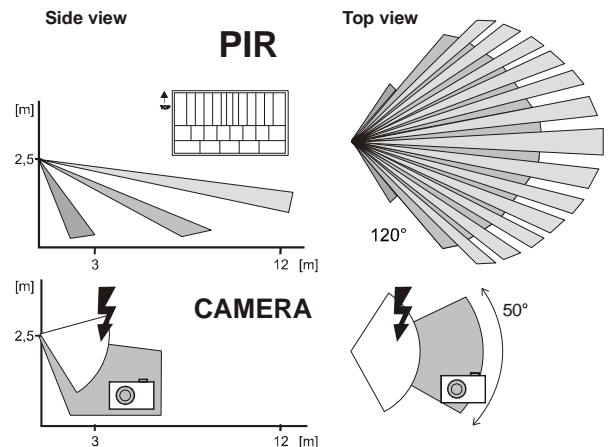 Side view
Top view
PIR
TOP
[m]
2,5
3
12
[m]
120°
[m]
CAMERA
50°
2,5
3
12
[m]